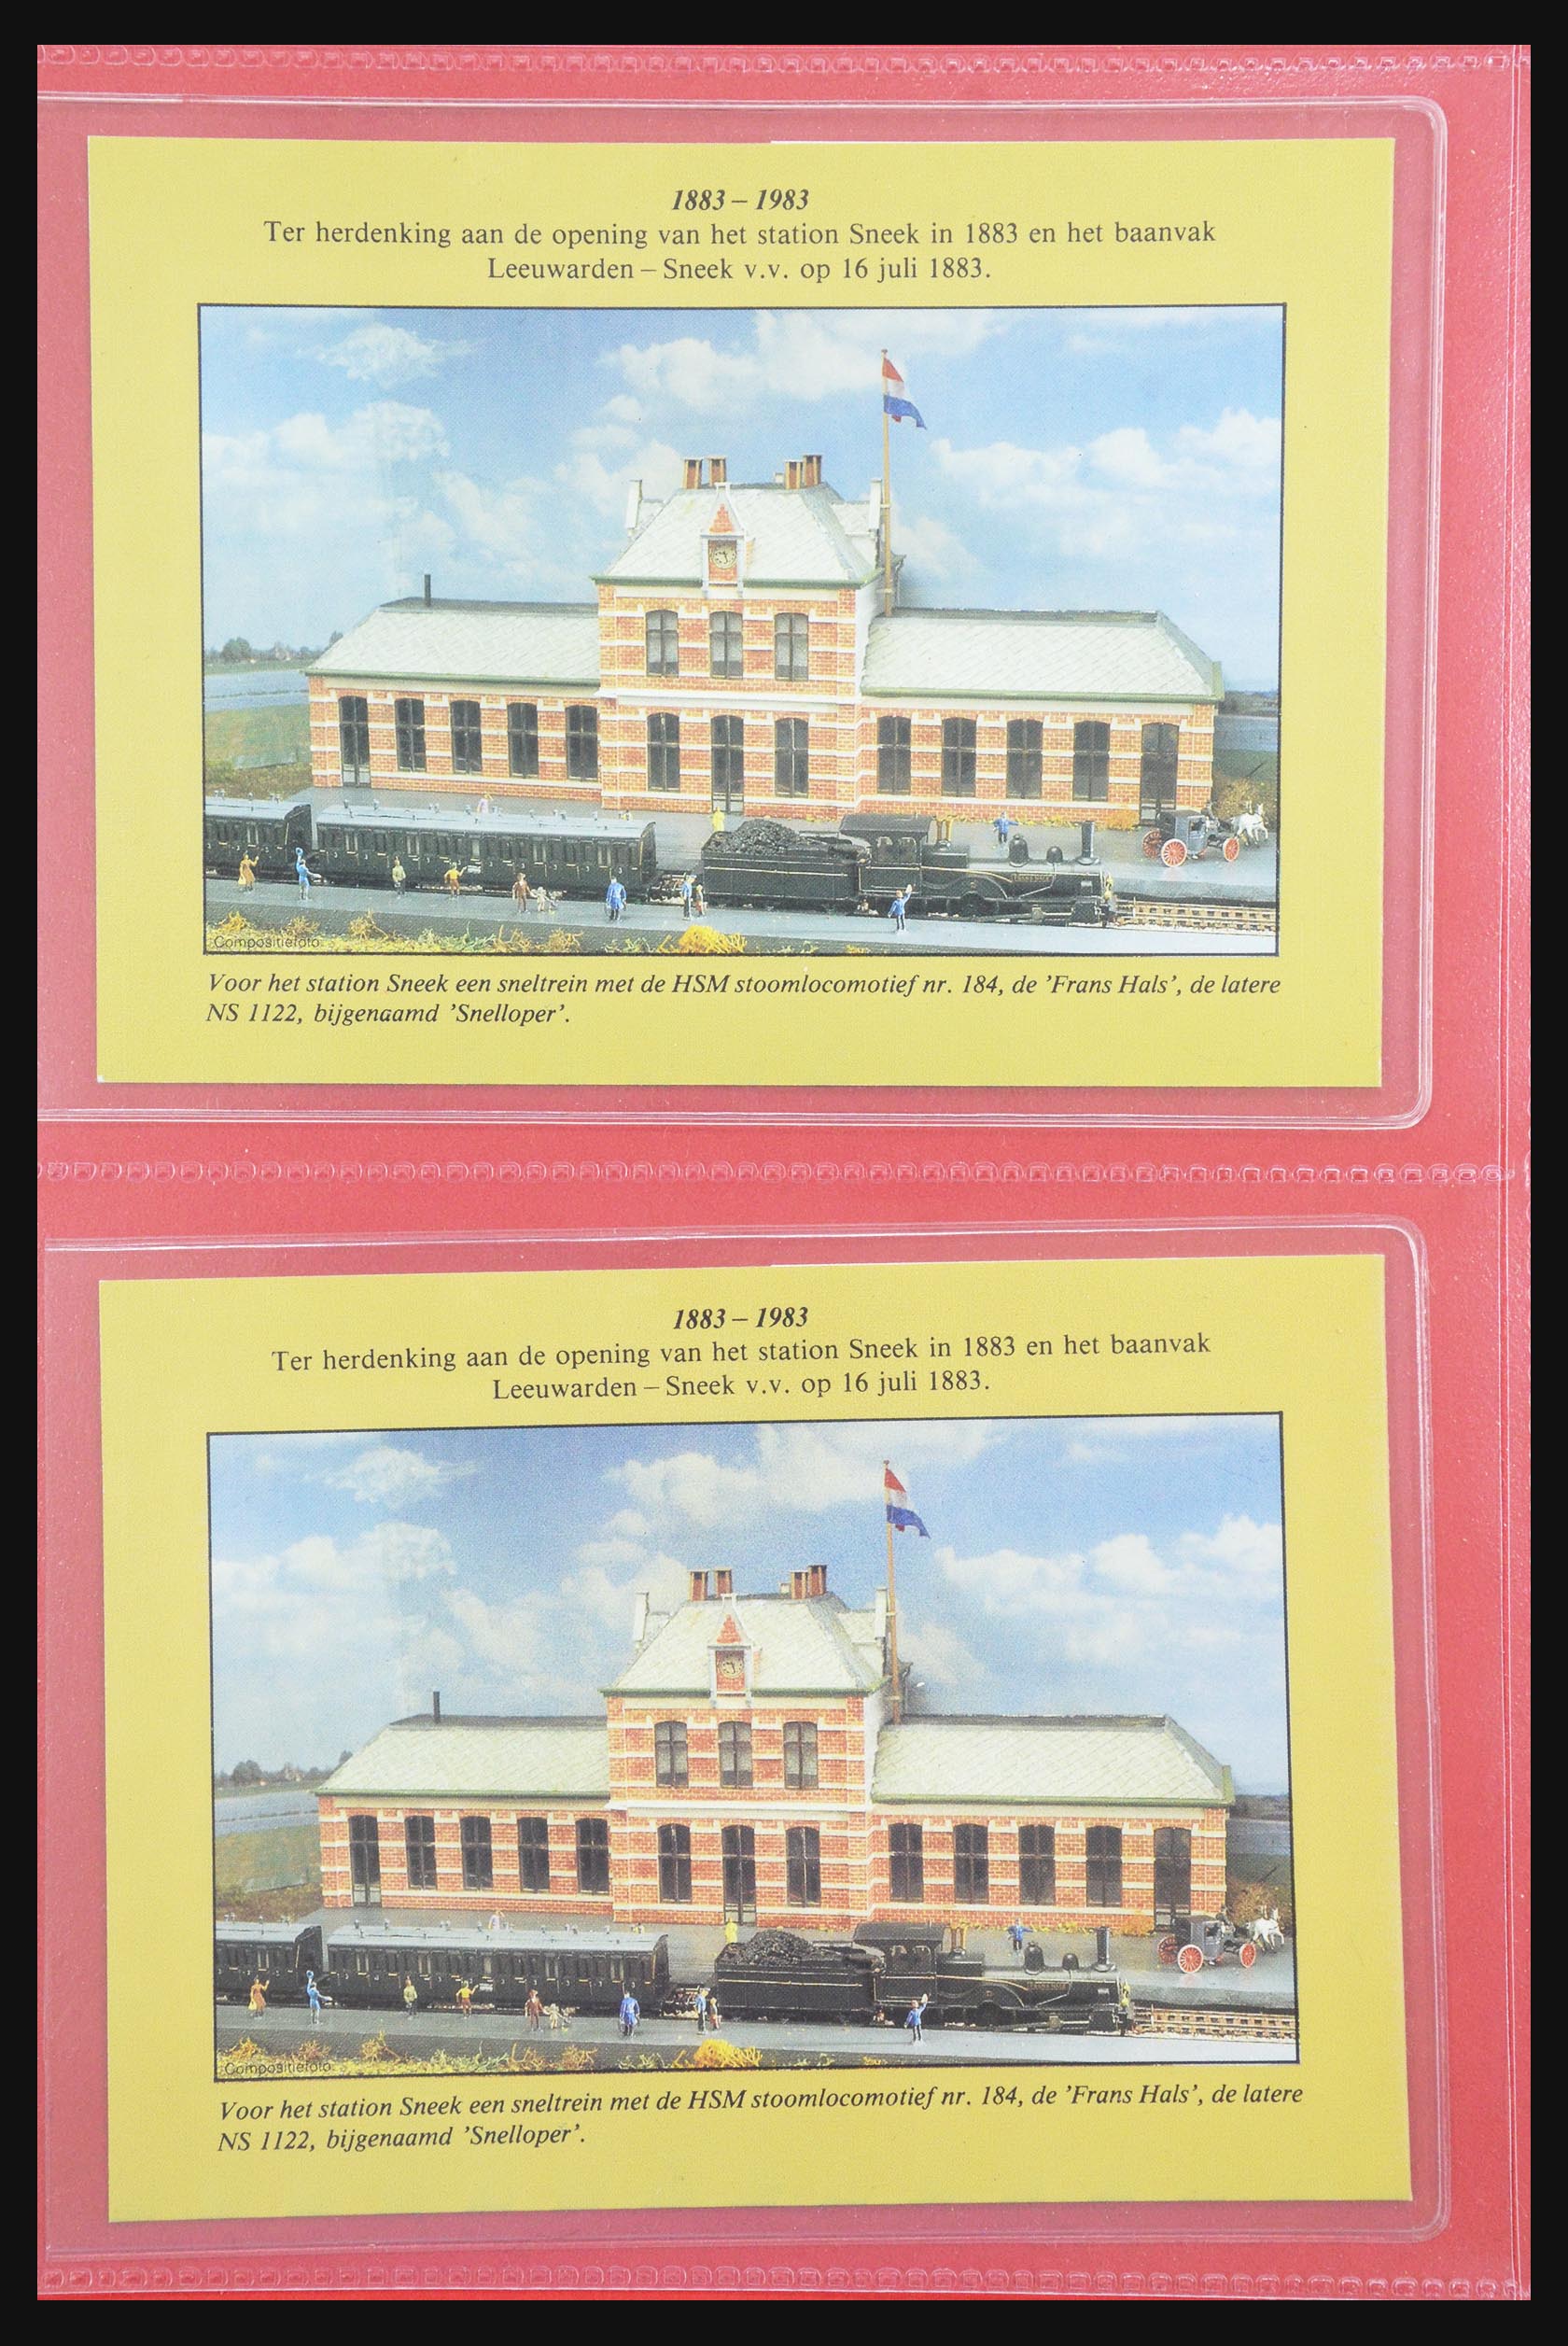 1883 – 1983
Ter herdenking aan de opening van het station Sneek in 1883 en het baanvak
Leeuwarden – Sneek v.v. op 16 juli 1883.
Compositiefoto
Voor het station Sneek een sneltrein met de HSM stoomlocomotief nr. 184, de ’Frans Hals’, de latere
NS 1122, bijgenaamd ’Snelloper’.
1883 – 1983
Ter herdenking aan de opening van het station Sneek in 1883 en het baanvak
Leeuwarden – Sneek v.v. op 16 juli 1883.
Compositiefoto
Voor het station Sneek een sneltrein met de HSM stoomlocomotief nr. 184, de ’Frans Hals’, de latere
NS 1122, bijgenaamd ’Snelloper’.